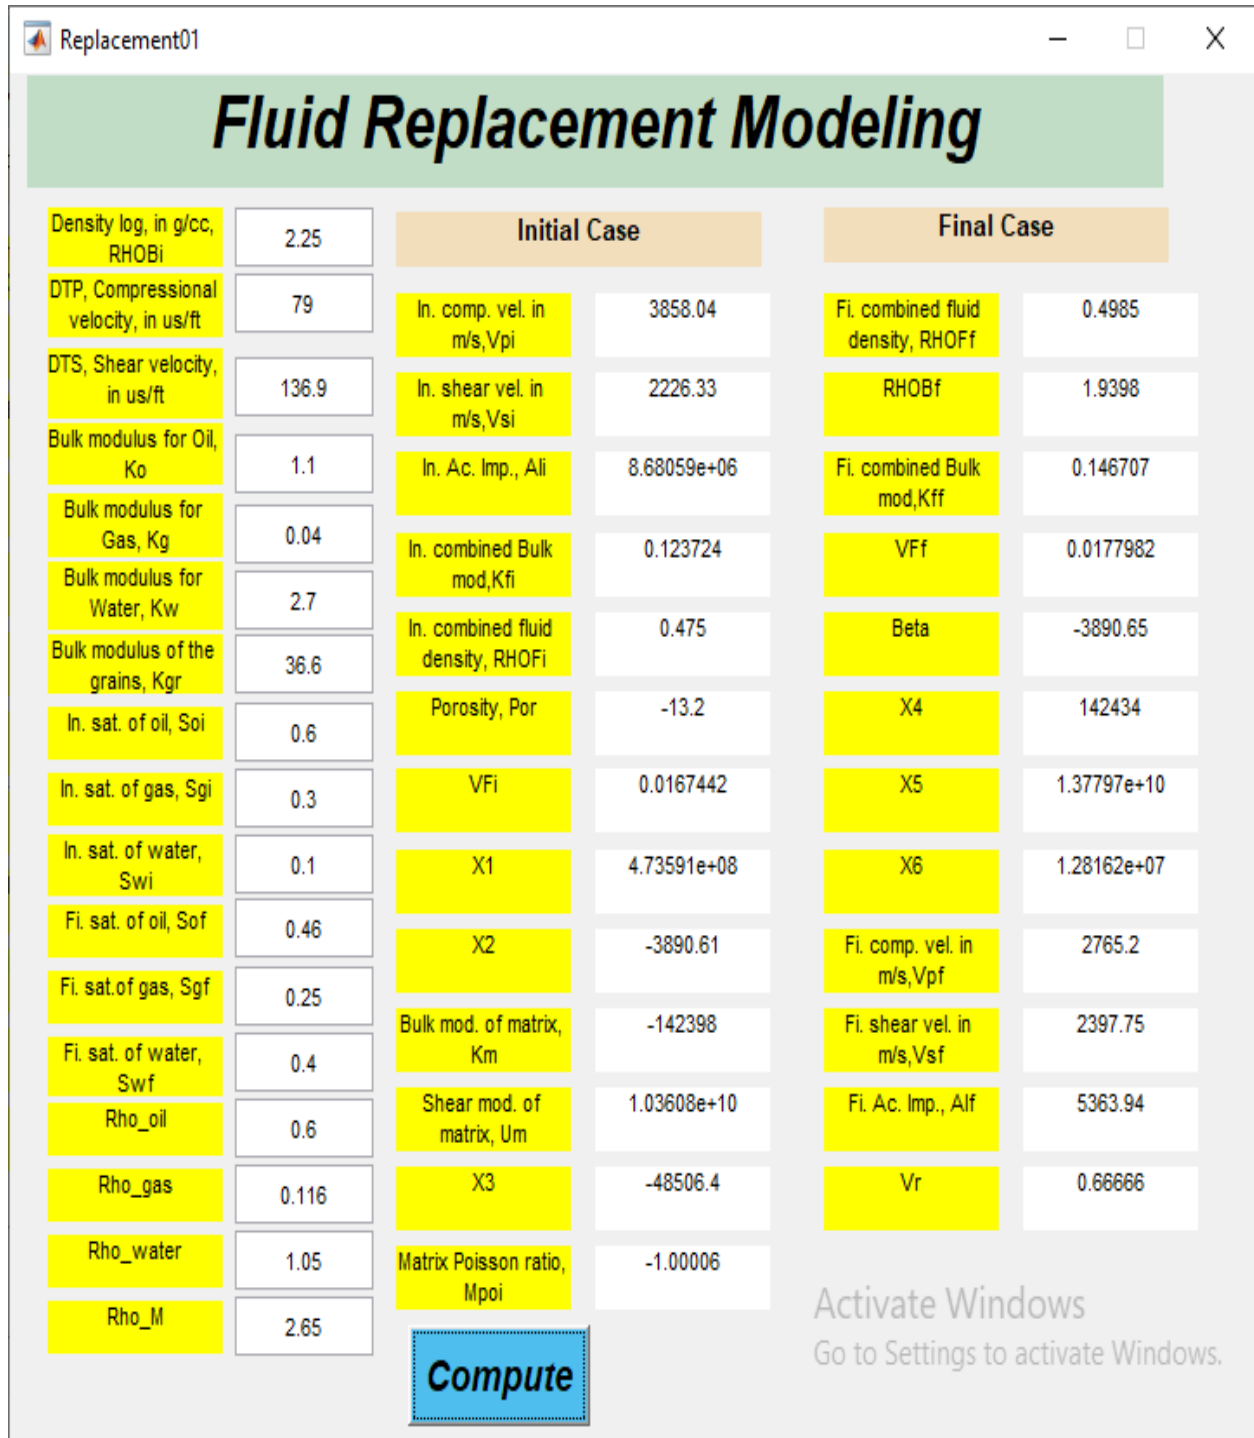 Replacement01
Fluid Replacement Modeling
Density log, in g/cc,
RHOBi
2.25
DTP, Compressional
velocity, in us/ft
79
DTS, Shear velocity,
in us/ft
136.9
Bulk modulus for Oil,
Ko
1.1
Bulk modulus for
Gas, Kg
0.04
Bulk modulus for
Water, Kw
2.7
Bulk modulus of the
grains, Kgr
36.6
In. sat. of oil, Soi
0.6
In. sat. of gas, Sgi
0.3
In. sat. of water,
Swi
0.1
Fi. sat. of oil, Sof
0.46
Fi. sat.of gas, Sgf
0.25
Fi. sat. of water,
Swf
0.4
Rho_oil
0.6
Rho_gas
0.116
Rho_water
1.05
Rho_M
2.65
Initial Case
In. comp. vel. in
m/s,Vpi
3858.04
In. shear vel. in
m/s,Vsi
2226.33
In. Ac. Imp., Ali
8.68059e+06
In. combined Bulk
mod,Kfi
0.123724
In. combined fluid
density, RHOFi
0.475
Porosity, Por
-13.2
VFi
0.0167442
X1
4.73591e+08
X2
-3890.61
Bulk mod. of matrix,
Km
-142398
Shear mod. of
matrix, Um
1.03608e+10
X3
-48506.4
Matrix Poisson ratio,
Mpoi
-1.00006
Compute
Final Case
Fi. combined fluid
density, RHOFf
0.4985
RHOBf
1.9398
Fi. combined Bulk
mod,Kff
0.146707
VFf
0.0177982
Beta
-3890.65
X4
142434
X5
1.37797e+10
X6
1.28162e+07
Fi. comp. vel. in
m/s,Vpf
2765.2
Fi. shear vel. in
m/s,Vsf
2397.75
Fi. Ac. Imp., Alf
5363.94
Vr
0.66666
Activate Windows
Go to Settings to activate Windows.